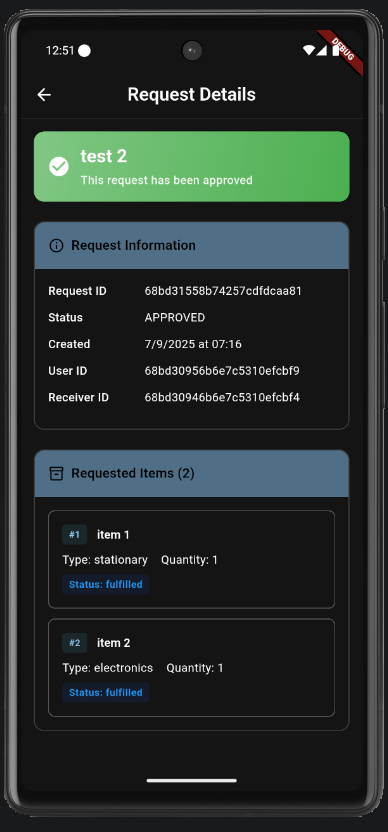 12:51
DEBUG
Request Details
test 2
This request has been approved
Request Information
Request ID 68bd31558b74257cdfdcaa81
Status APPROVED
Created 7/9/2025 at 07:16
User ID 68bd30956b6e7c5310efcbf9
Receiver ID 68bd30946b6e7c5310efcbf4
Requested Items (2)
#1 item 1
Type: stationary Quantity: 1
Status: fulfilled
#2 item 2
Type: electronics Quantity: 1
Status: fulfilled